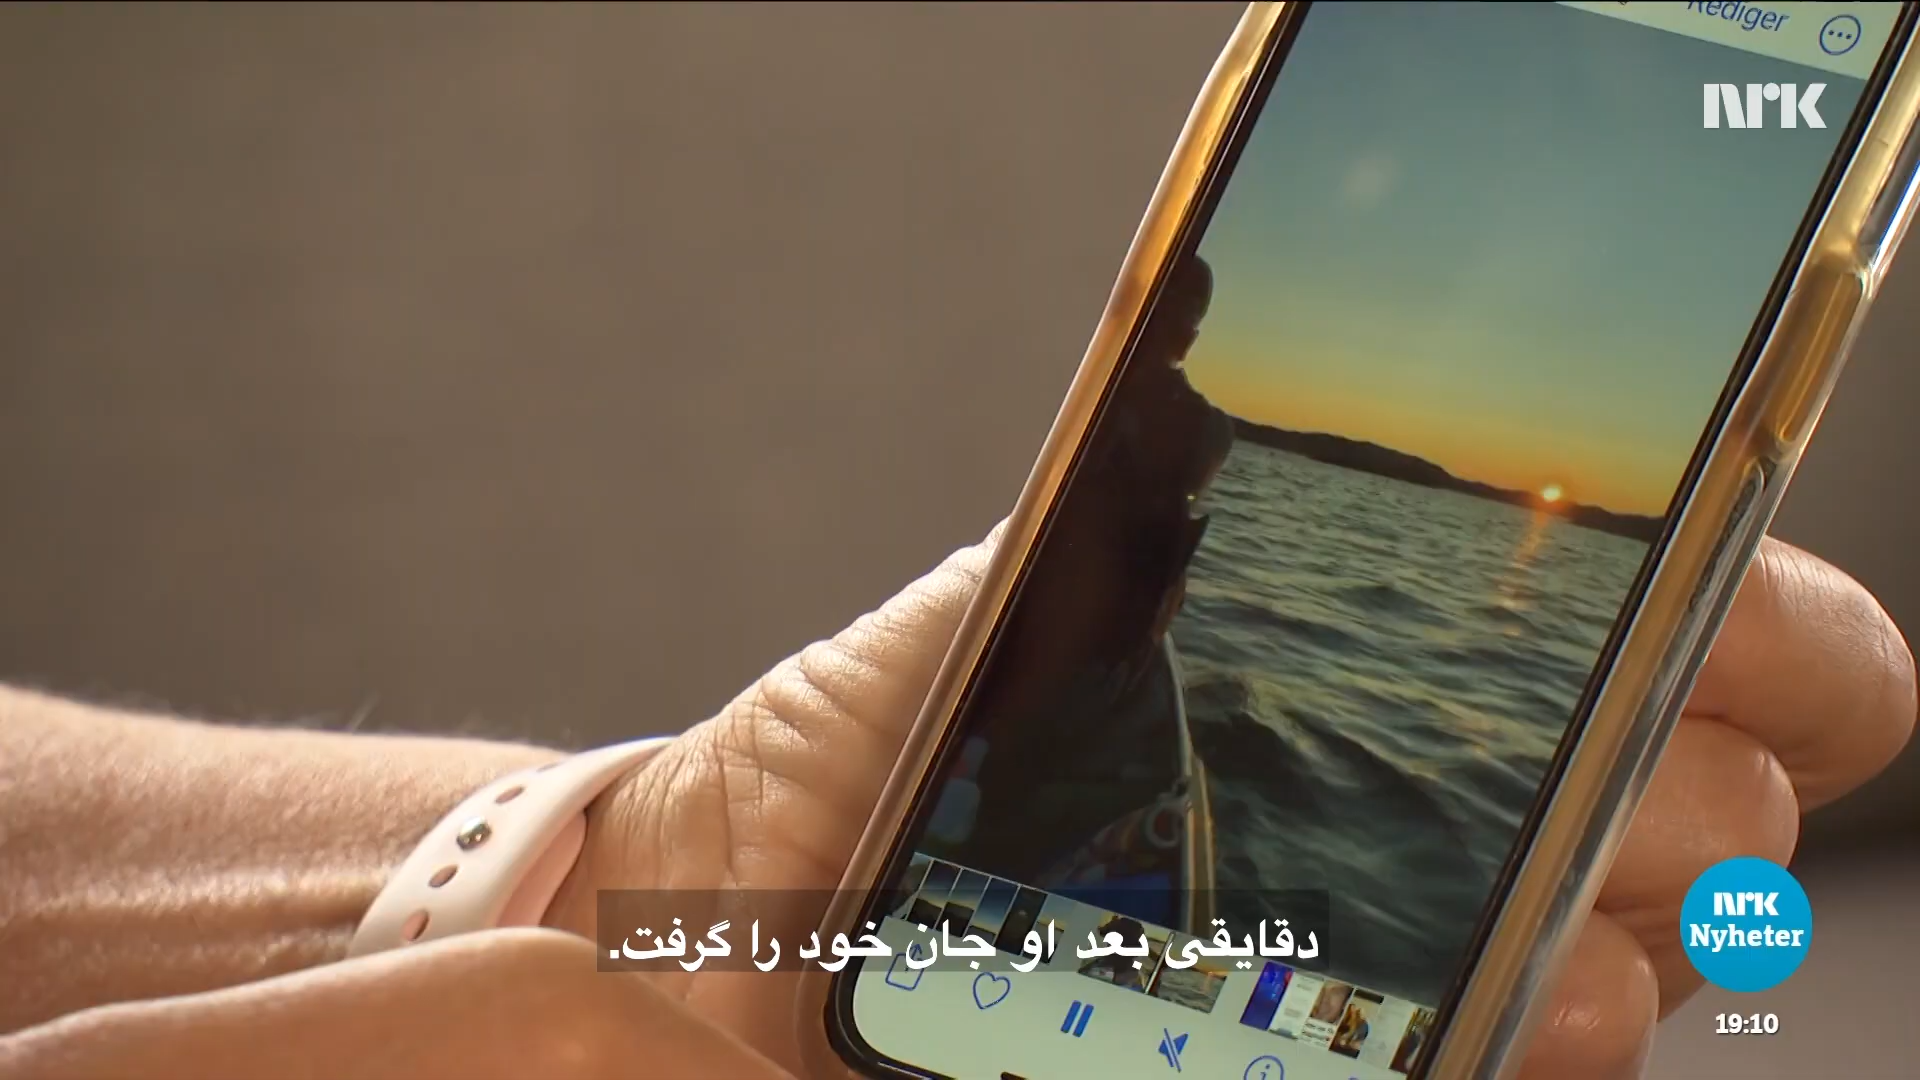 Rediger
NRK
دقایقی بعد او جان خود را گرفت.
NRK
Nyheter
19:10